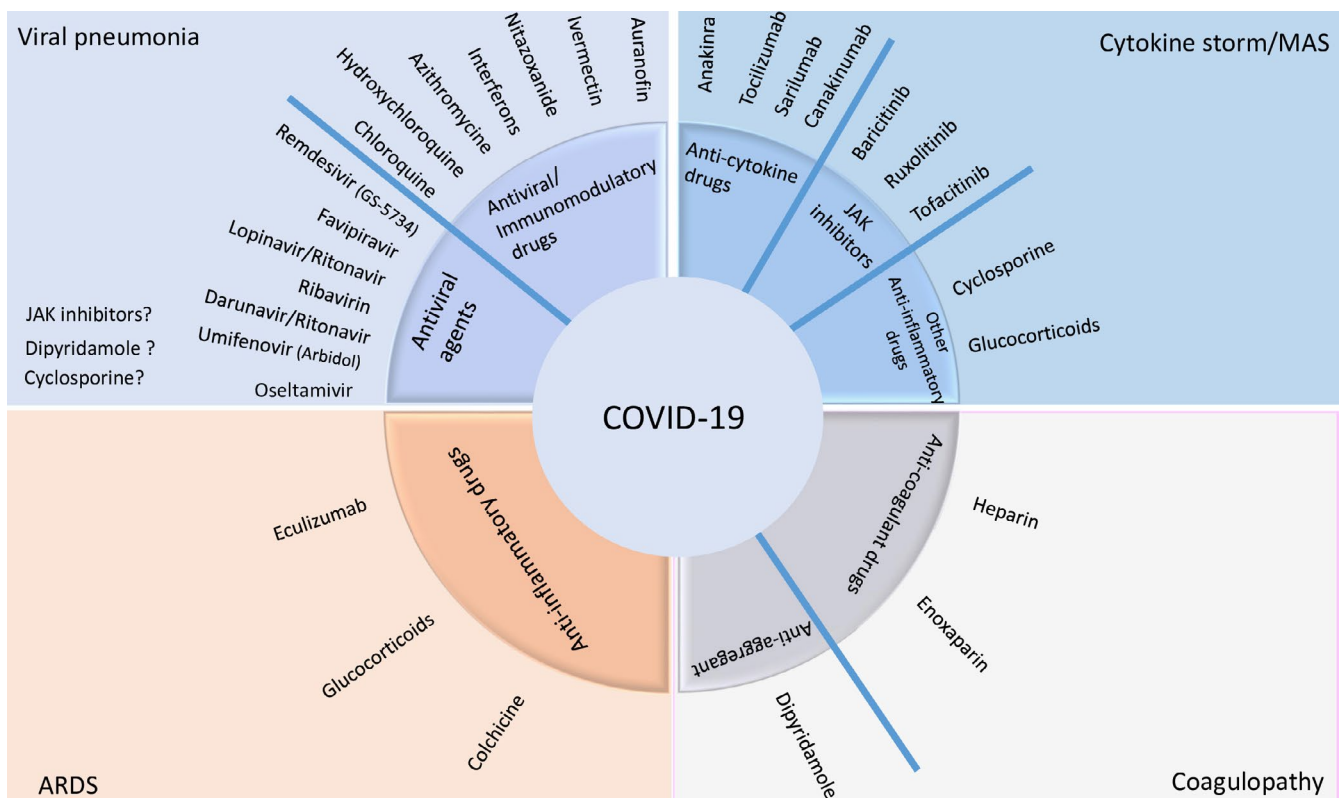 Viral pneumonia
Auranofin
Ivermectin
Nitazoxanide
Interferons
Azithromycine
Hydroxychloroquine
Chloroquine
Antiviral/
Immunomodulatory
drugs
Remdesivir (GS-5734)
Favipiravir
Lopinavir/Ritonavir
Ribavirin
Darunavir/Ritonavir
Umifenovir (Arbidol)
Oseltamivir
Antiviral
agents
JAK inhibitors?
Dipyridamole ?
Cyclosporine?
Cytokine storm/MAS
Anakinra
Tocilizumab
Sarilumab
Canakinumab
Anti-cytokine
drugs
Baricitinib
Ruxolitinib
Tofacitinib
JAK
inhibitors
Cyclosporine
Glucocorticoids
Other
Anti-inflammatory
drugs
COVID-19
Anti-inflammatory
drugs
Eculizumab
Glucocorticoids
Colchicine
ARDS
Anti-coagulant drugs
Heparin
Enoxaparin
Anti-aggregant
Dipyridamole
Coagulopathy